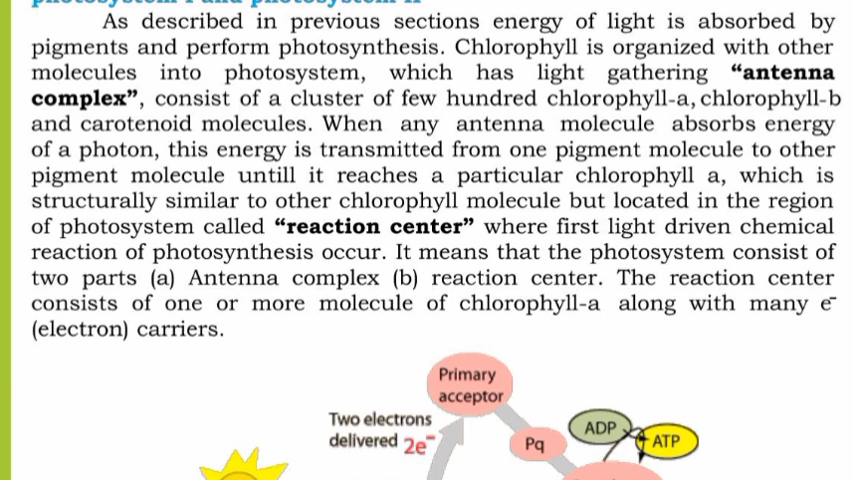 photosystem I and photosystem II
As described in previous sections energy of light is absorbed by
pigments and perform photosynthesis. Chlorophyll is organized with other
molecules into photosystem, which has light gathering “antenna
complex”, consist of a cluster of few hundred chlorophyll-a, chlorophyll-b
and carotenoid molecules. When any antenna molecule absorbs energy
of a photon, this energy is transmitted from one pigment molecule to other
pigment molecule untill it reaches a particular chlorophyll a, which is
structurally similar to other chlorophyll molecule but located in the region
of photosystem called “reaction center” where first light driven chemical
reaction of photosynthesis occur. It means that the photosystem consist of
two parts (a) Antenna complex (b) reaction center. The reaction center
consists of one or more molecule of chlorophyll-a along with many e⁻
(electron) carriers.
Primary
acceptor
Two electrons
delivered 2e⁻
Pq
ADP
ATP